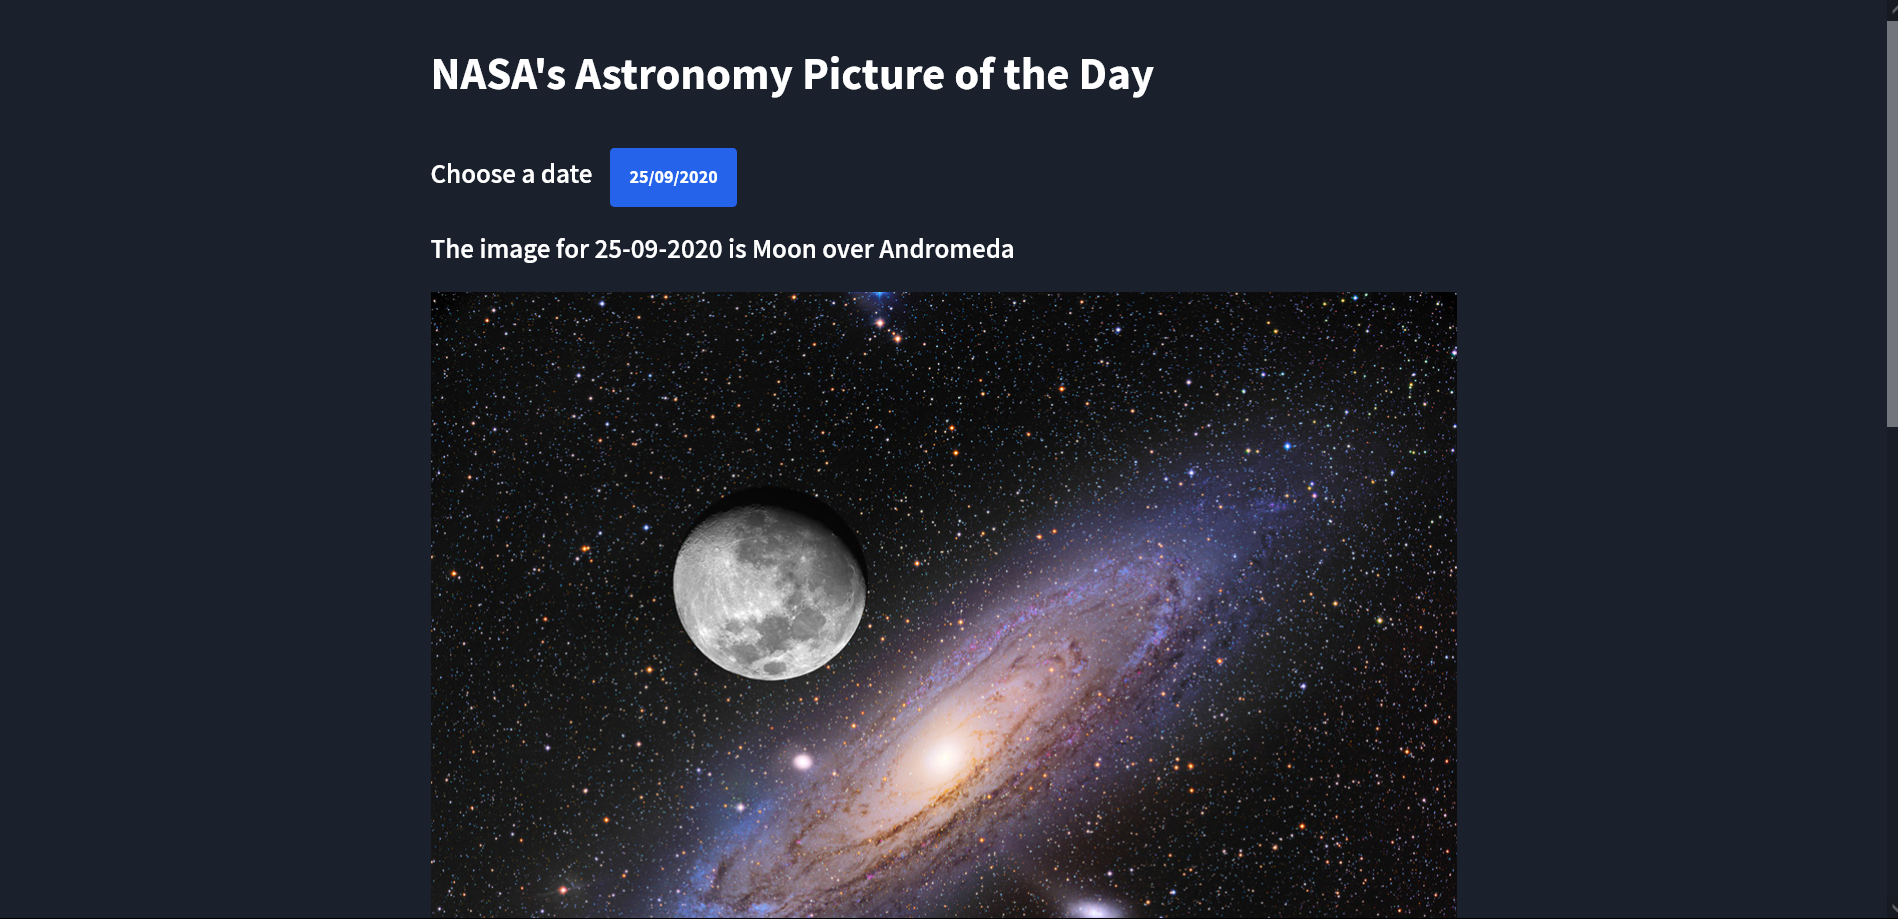 NASA's Astronomy Picture of the Day
Choose a date
25/09/2020
The image for 25-09-2020 is Moon over Andromeda